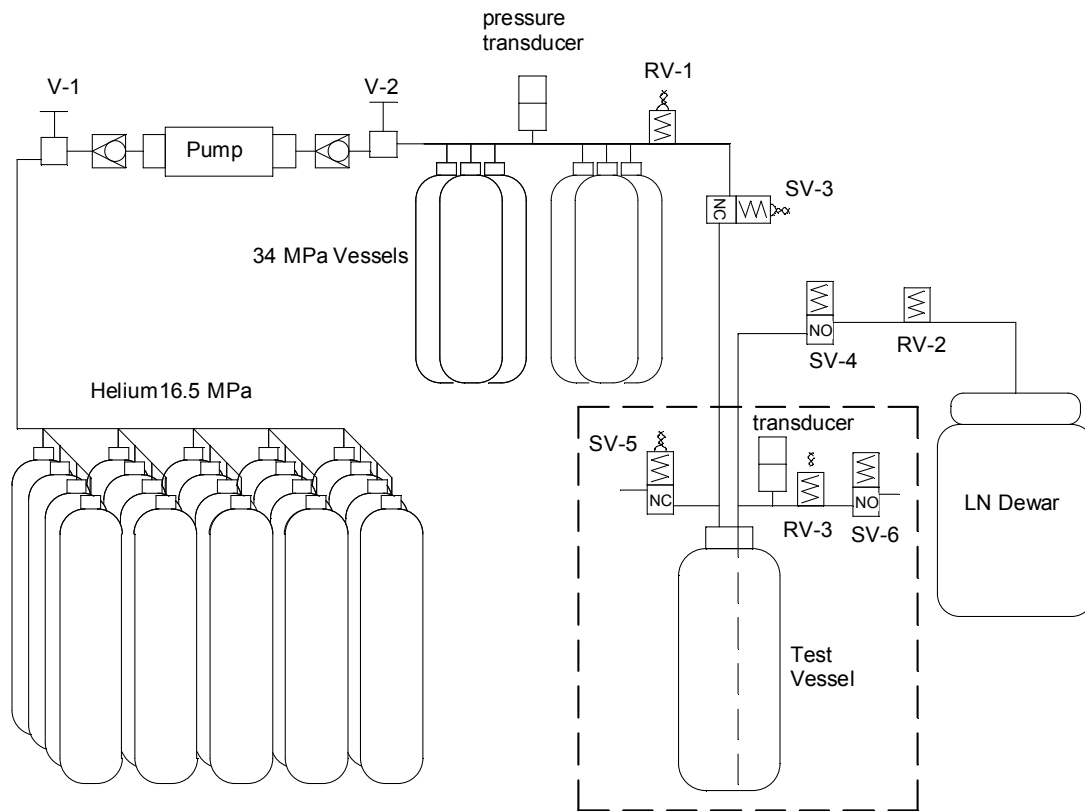 pressure
transducer
V-1
V-2
RV-1
Pump
SV-3
NC
34 MPa Vessels
NO
SV-4
RV-2
Helium16.5 MPa
transducer
SV-5
NC
RV-3
NO
SV-6
LN Dewar
Test
Vessel